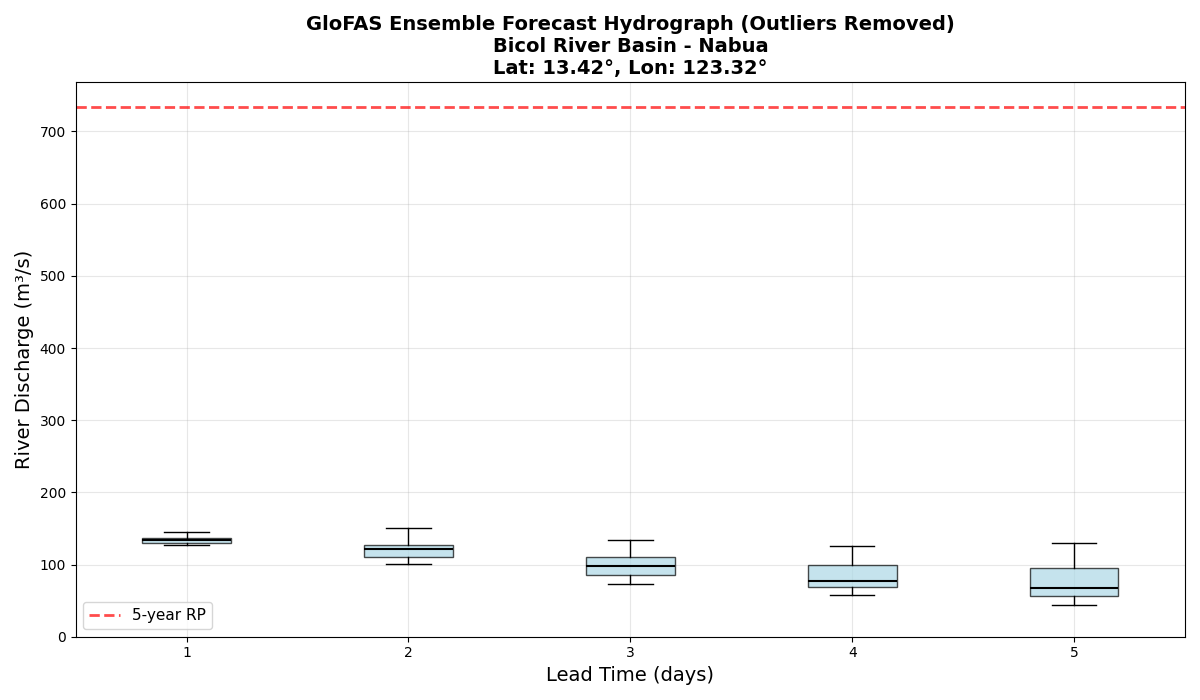 GloFAS Ensemble Forecast Hydrograph (Outliers Removed)
Bicol River Basin - Nabua
Lat: 13.42°, Lon: 123.32°
River Discharge (m³/s)
700
600
500
400
300
200
100
0
5-year RP
1 2 3 4 5
Lead Time (days)